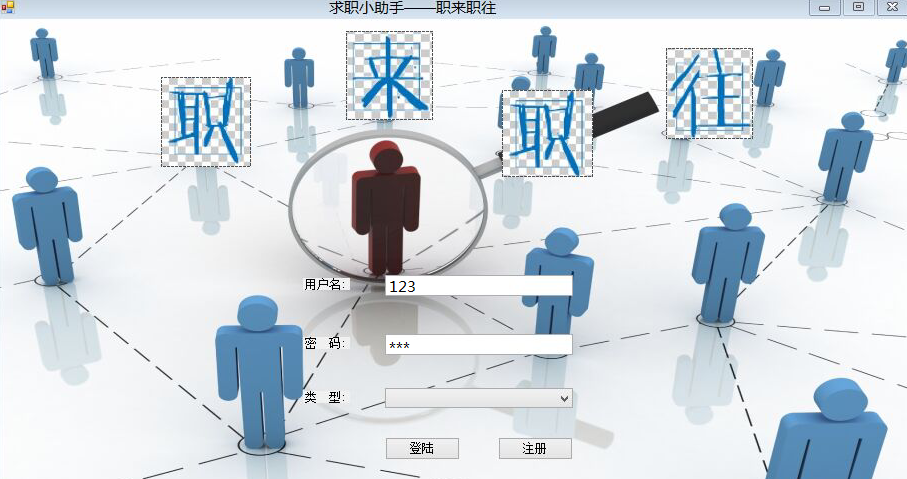 求职小助手——职来职往
职来职往
用户名: 123
密 码: ***
类 型:
登陆 注册